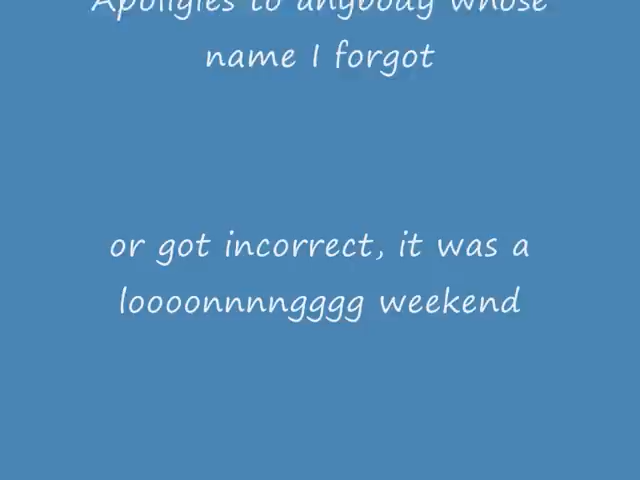 Apoligies to anybody whose
name I forgot
or got incorrect, it was a
loooonnnngggg weekend